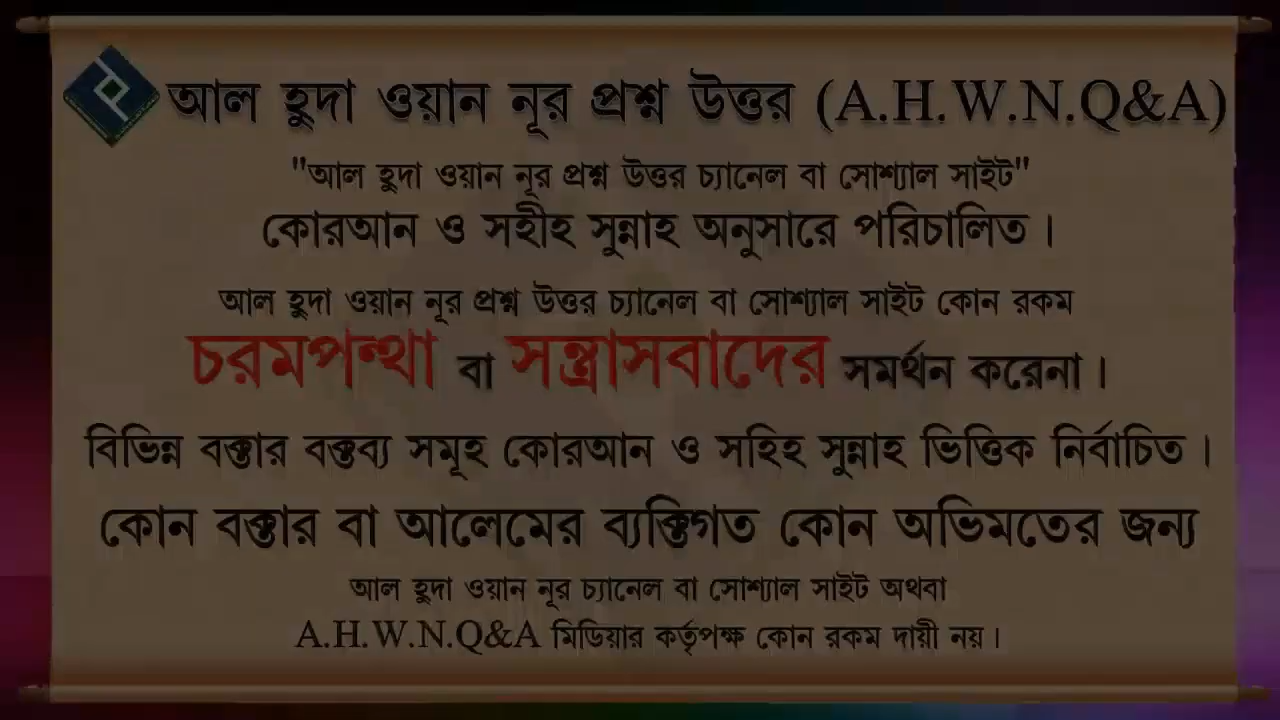 আল হুদা ওয়ান নূর প্রশ্ন উত্তর (A.H.W.N.Q&A)
"আল হুদা ওয়ান নূর প্রশ্ন উত্তর চ্যানেল বা সোশ্যাল সাইট"
কোরআন ও সহীহ সুন্নাহ অনুসারে পরিচালিত ।
আল হুদা ওয়ান নূর প্রশ্ন উত্তর চ্যানেল বা সোশ্যাল সাইট কোন রকম
চরমপন্থা বা সন্ত্রাসবাদের সমর্থন করেনা ।
বিভিন্ন বক্তার বক্তব্য সমূহ কোরআন ও সহিহ সুন্নাহ ভিত্তিক নির্বাচিত ।
কোন বক্তার বা আলেমের ব্যক্তিগত কোন অভিমতের জন্য
আল হুদা ওয়ান নূর চ্যানেল বা সোশ্যাল সাইট অথবা
A.H.W.N.Q&A মিডিয়ার কর্তৃপক্ষ কোন রকম দায়ী নয় ।